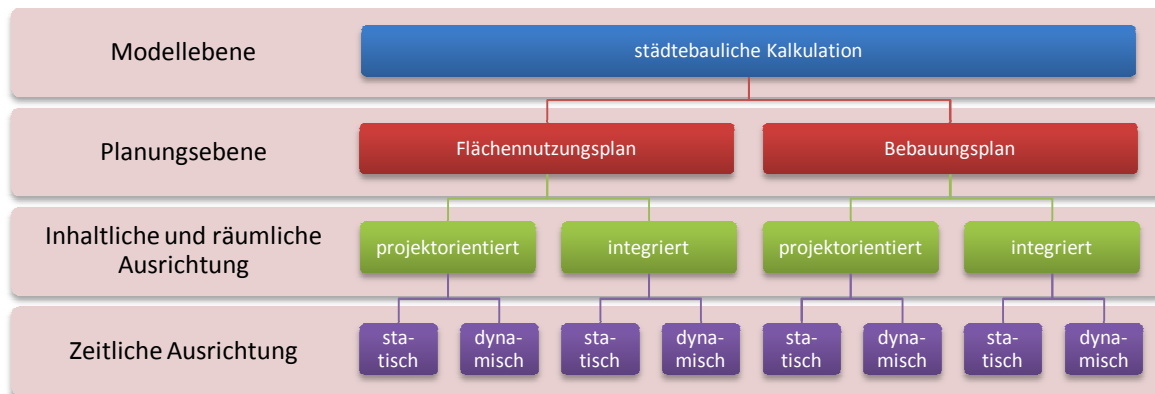 Modellebene
städtebauliche Kalkulation
Planungsebene
Flächennutzungsplan
Bebauungsplan
Inhaltliche und räumliche
Ausrichtung
projektorientiert
integriert
projektorientiert
integriert
Zeitliche Ausrichtung
sta-
tisch
dyna-
misch
sta-
tisch
dyna-
misch
sta-
tisch
dyna-
misch
sta-
tisch
dyna-
misch